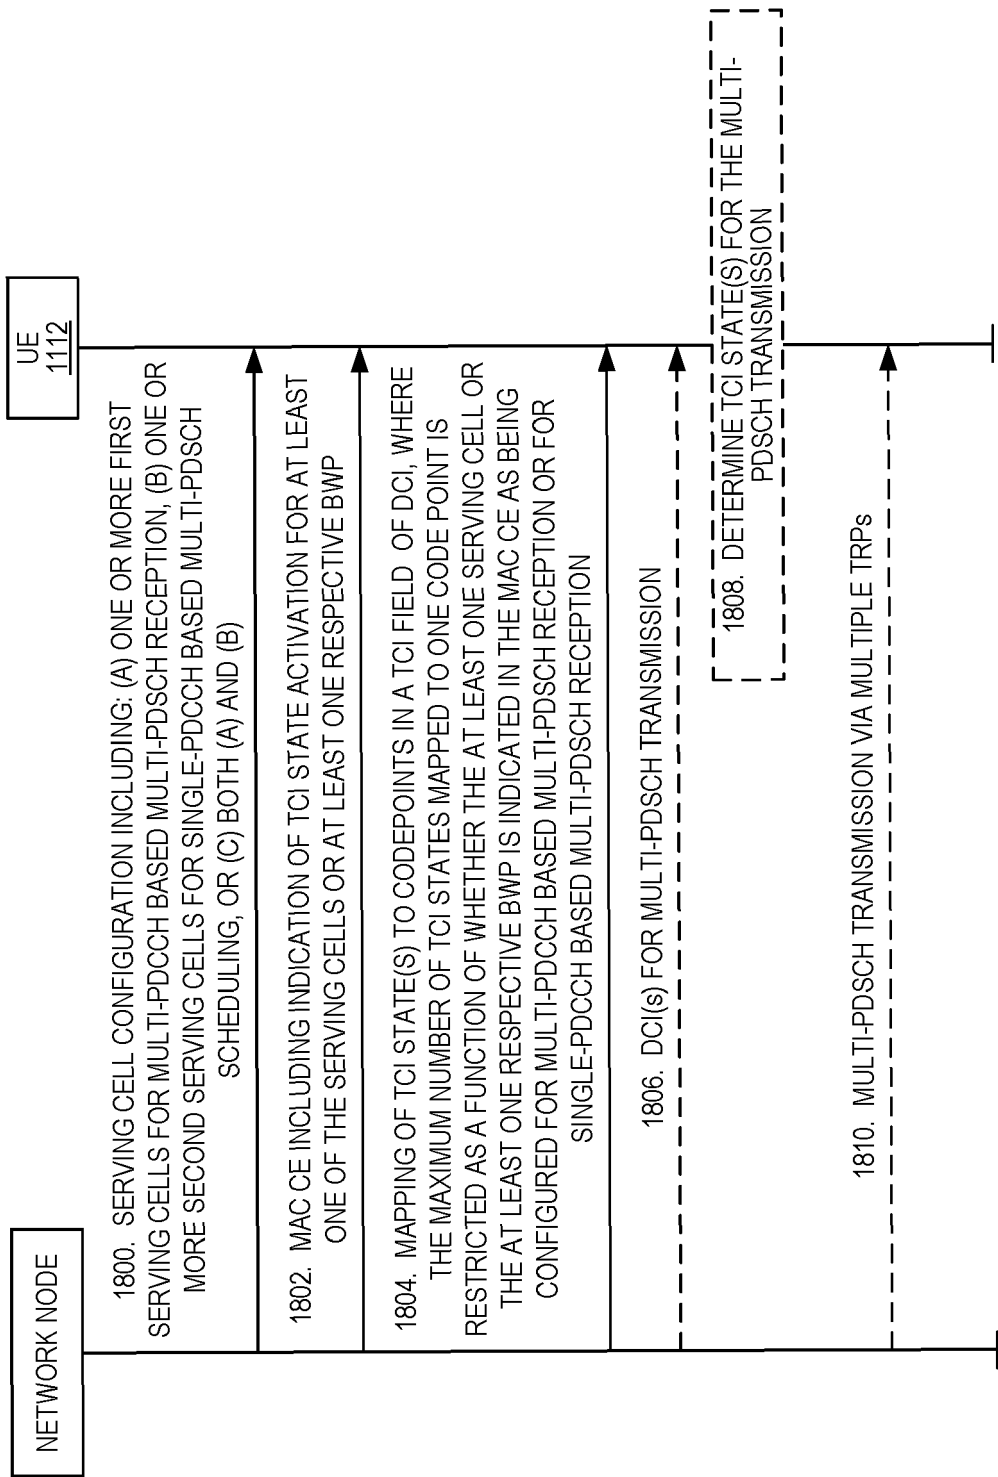 NETWORK NODE
UE
1112
1800. SERVING CELL CONFIGURATION INCLUDING: (A) ONE OR MORE FIRST
SERVING CELLS FOR MULTI-PDCCH BASED MULTI-PDSCH RECEPTION, (B) ONE OR
MORE SECOND SERVING CELLS FOR SINGLE-PDCCH BASED MULTI-PDSCH
SCHEDULING, OR (C) BOTH (A) AND (B)
1802. MAC CE INCLUDING INDICATION OF TCI STATE ACTIVATION FOR AT LEAST
ONE OF THE SERVING CELLS OR AT LEAST ONE RESPECTIVE BWP
1804. MAPPING OF TCI STATE(S) TO CODEPOINTS IN A TCI FIELD OF DCI, WHERE
THE MAXIMUM NUMBER OF TCI STATES MAPPED TO ONE CODE POINT IS
RESTRICTED AS A FUNCTION OF WHETHER THE AT LEAST ONE SERVING CELL OR
THE AT LEAST ONE RESPECTIVE BWP IS INDICATED IN THE MAC CE AS BEING
CONFIGURED FOR MULTI-PDCCH BASED MULTI-PDSCH RECEPTION OR FOR
SINGLE-PDCCH BASED MULTI-PDSCH RECEPTION
1806. DCI(s) FOR MULTI-PDSCH TRANSMISSION
1808. DETERMINE TCI STATE(S) FOR THE MULTI-
PDSCH TRANSMISSION
1810. MULTI-PDSCH TRANSMISSION VIA MULTIPLE TRPs